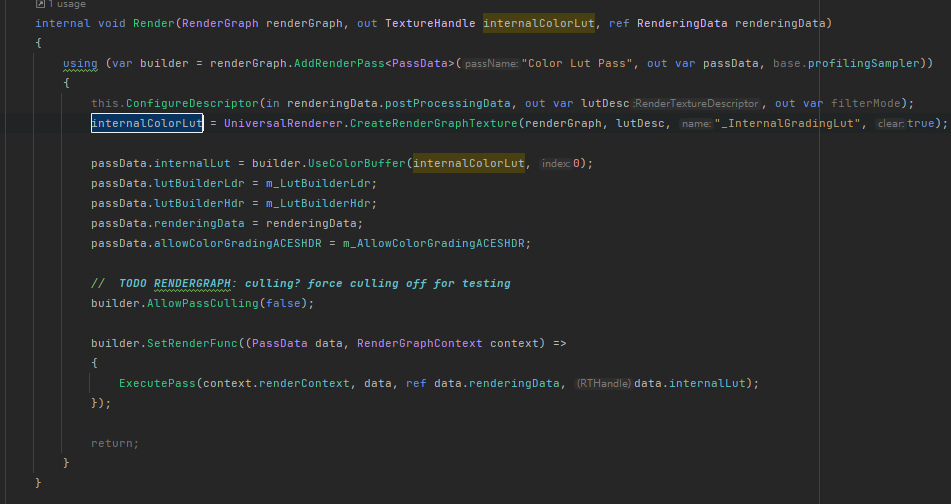 1 usage
internal void Render(RenderGraph renderGraph, out TextureHandle internalColorLut, ref RenderingData renderingData)
{
using (var builder = renderGraph.AddRenderPass<PassData>(passName: "Color Lut Pass", out var passData, base.profilingSampler))
{
this.ConfigureDescriptor(in renderingData.postProcessingData, out var lutDesc:RenderTextureDescriptor, out var filterMode);
internalColorLut = UniversalRenderer.CreateRenderGraphTexture(renderGraph, lutDesc, name: "_InternalGradingLut", clear:true);
passData.internalLut = builder.UseColorBuffer(internalColorLut, index:0);
passData.lutBuilderLdr = m_LutBuilderLdr;
passData.lutBuilderHdr = m_LutBuilderHdr;
passData.renderingData = renderingData;
passData.allowColorGradingACESHDR = m_AllowColorGradingACESHDR;
// TODO RENDERGRAPH: culling? force culling off for testing
builder.AllowPassCulling(false);
builder.SetRenderFunc((PassData data, RenderGraphContext context) =>
{
ExecutePass(context.renderContext, data, ref data.renderingData, (RTHandle)data.internalLut);
});
return;
}
}